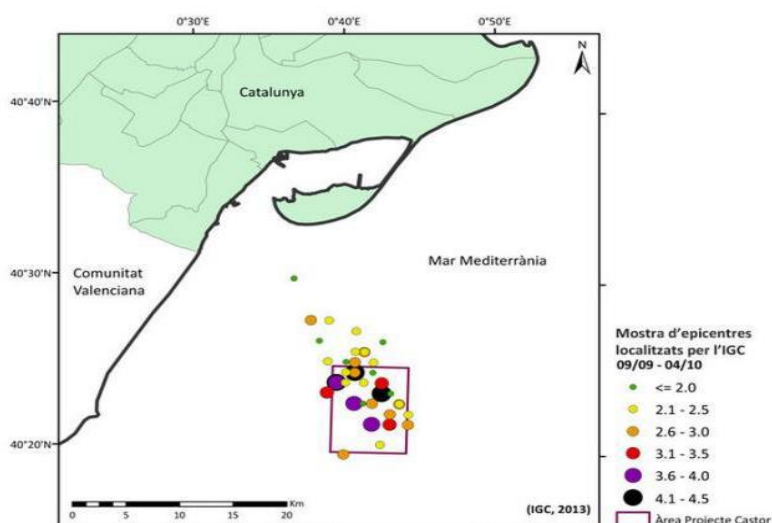 0°30'E
0°40'E
0°50'E
N
40°40'N
Catalunya
40°30'N
Comunitat
Valenciana
Mar Mediterrània
40°20'N
Mostra d'epicentres
localitzats per l'IGC
09/09 - 04/10
<= 2.0
2.1 - 2.5
2.6 - 3.0
3.1 - 3.5
3.6 - 4.0
4.1 - 4.5
Àrea Projecte Castor
Km
0
5
10
15
20
(IGC, 2013)